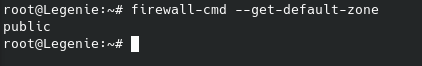 root@Legenie:~# firewall-cmd --get-default-zone
public
root@Legenie:~#